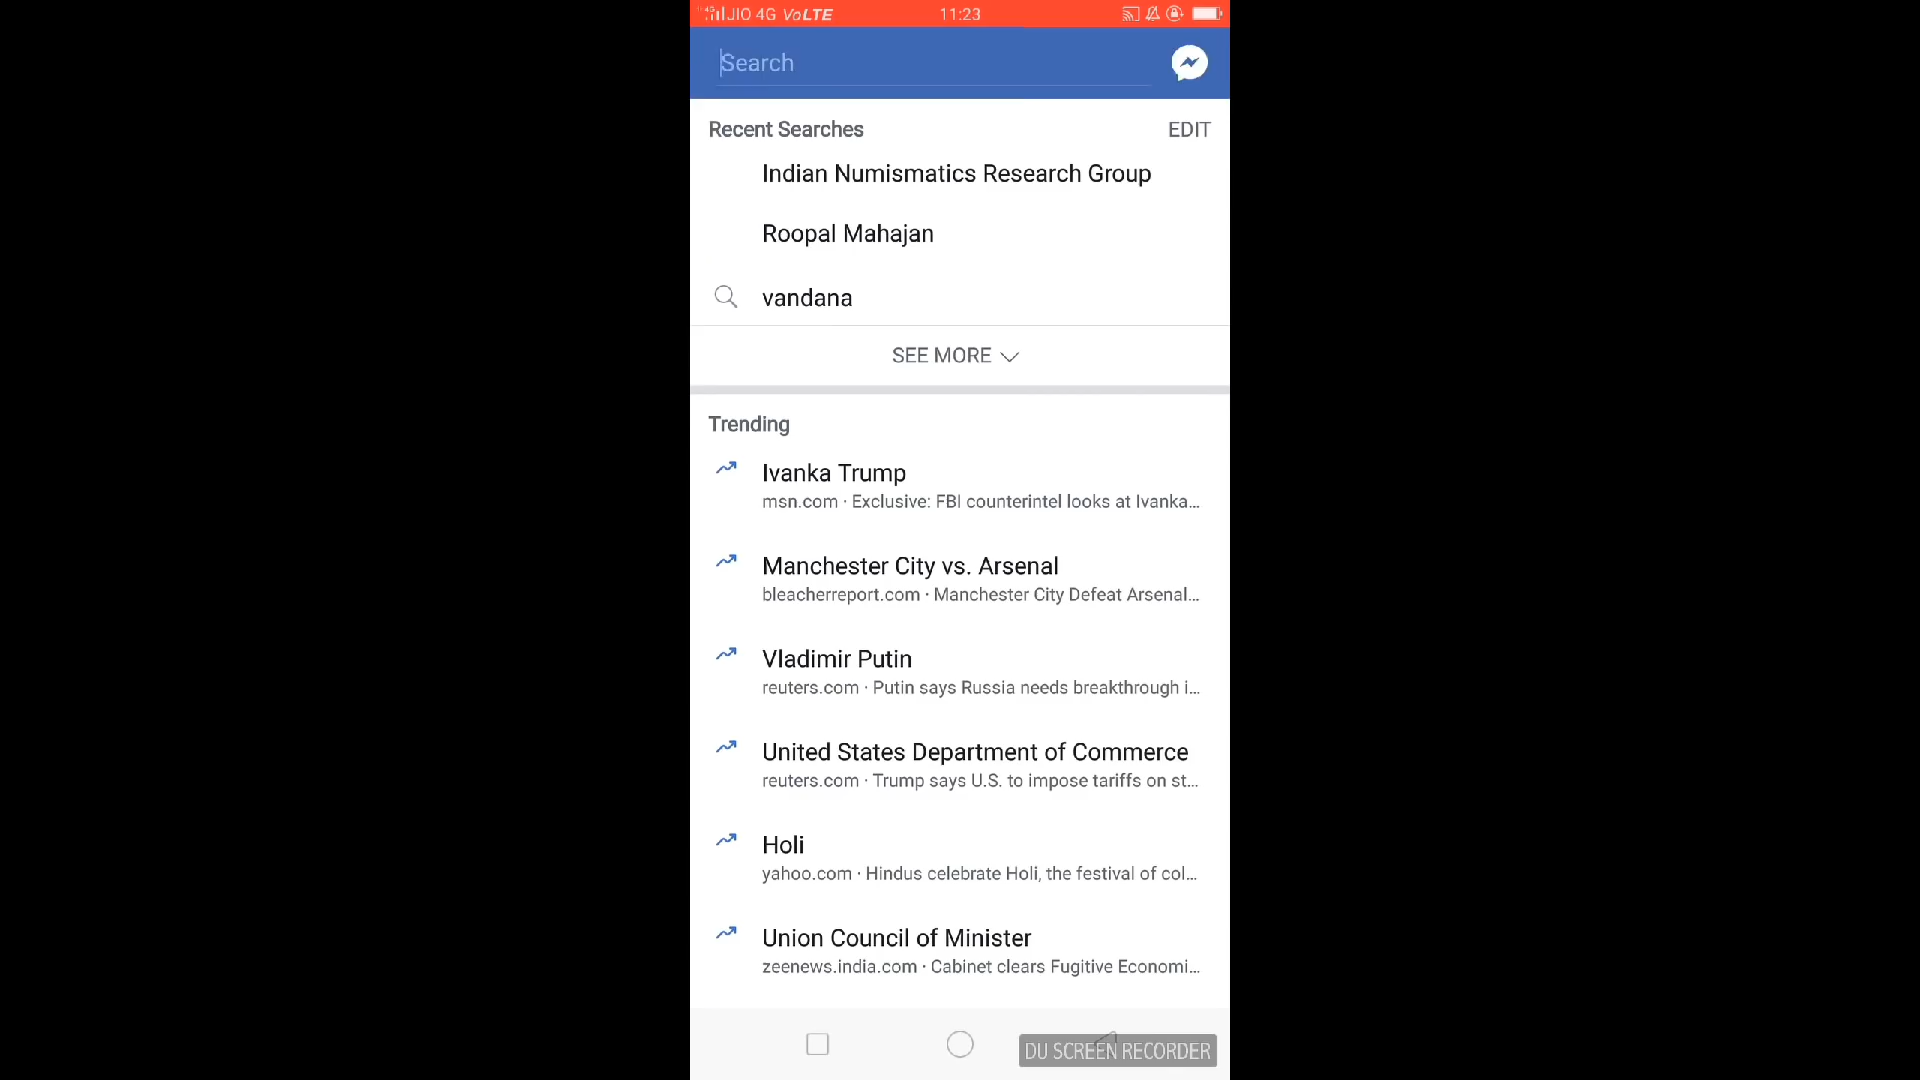 4G JIO 4G VoLTE 11:23
Search
Recent Searches EDIT
Indian Numismatics Research Group
Roopal Mahajan
vandana
SEE MORE
Trending
Ivanka Trump
msn.com · Exclusive: FBI counterintel looks at Ivanka...
Manchester City vs. Arsenal
bleacherreport.com · Manchester City Defeat Arsenal...
Vladimir Putin
reuters.com · Putin says Russia needs breakthrough i...
United States Department of Commerce
reuters.com · Trump says U.S. to impose tariffs on st...
Holi
yahoo.com · Hindus celebrate Holi, the festival of col...
Union Council of Minister
zeenews.india.com · Cabinet clears Fugitive Economi...
DU SCREEN RECORDER